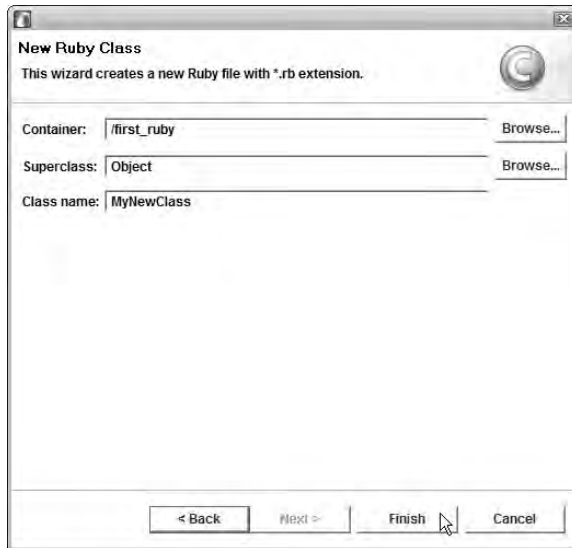 New Ruby Class
This wizard creates a new Ruby file with *.rb extension.
C
Container: /first_ruby Browse...
Superclass: Object Browse...
Class name: MyNewClass
< Back Next > Finish Cancel